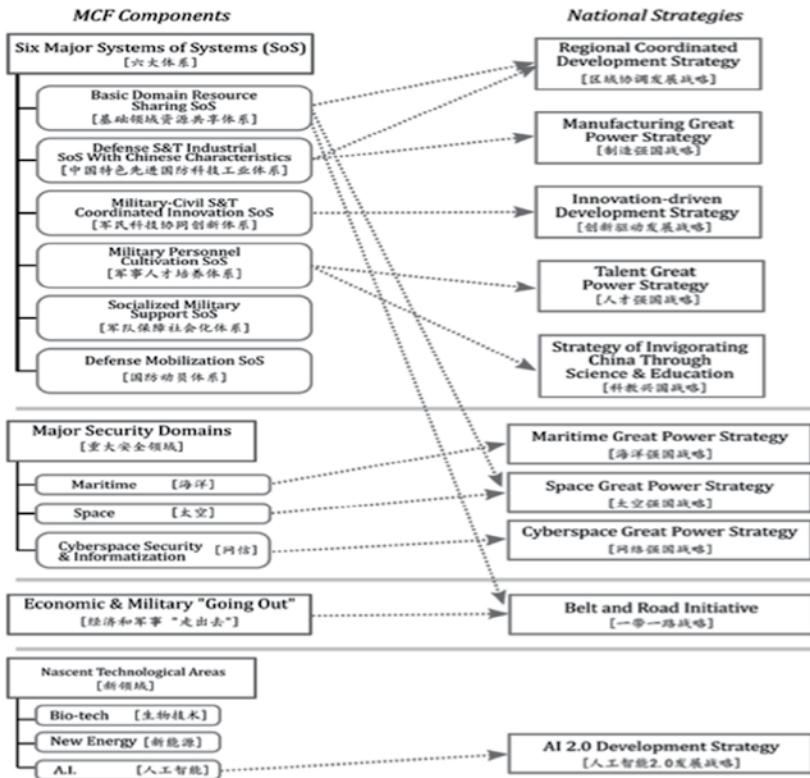 MCF Components
National Strategies
Six Major Systems of Systems (SoS)
[六大体系]
Basic Domain Resource
Sharing SoS
[基础领域资源共享体系]
Defense S&T Industrial
SoS With Chinese Characteristics
[中国特色先进国防科技工业体系]
Military-Civil S&T
Coordinated Innovation SoS
[军民科技协同创新体系]
Military Personnel
Cultivation SoS
[军事人才培养体系]
Socialized Military
Support SoS
[军队保障社会化体系]
Defense Mobilization SoS
[国防动员体系]
Regional Coordinated
Development Strategy
[区域协调发展战略]
Manufacturing Great
Power Strategy
[制造强国战略]
Innovation-driven
Development Strategy
[创新驱动发展战略]
Talent Great
Power Strategy
[人才强国战略]
Strategy of Invigorating
China Through
Science & Education
[科教兴国战略]
Major Security Domains
[重大安全领域]
Maritime [海洋]
Space [太空]
Cyberspace Security
& Informatization [网信]
Maritime Great Power Strategy
[海洋强国战略]
Space Great Power Strategy
[太空强国战略]
Cyberspace Great Power Strategy
[网络强国战略]
Economic & Military "Going Out"
[经济和军事 "走出去"]
Belt and Road Initiative
[一带一路战略]
Nascent Technological Areas
[新领域]
Bio-tech [生物技术]
New Energy [新能源]
A.I. [人工智能]
AI 2.0 Development Strategy
[人工智能2.0发展战略]